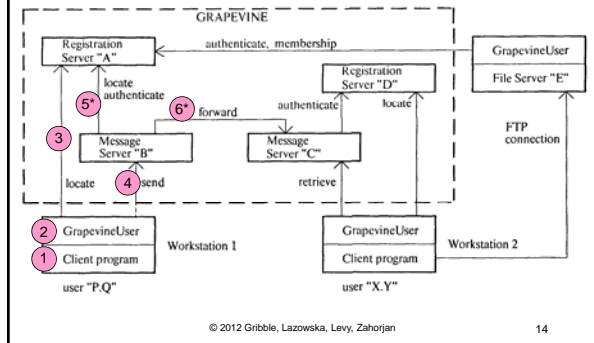 GRAPEVINE
Registration
Server "A"
authenticate, membership
GrapevineUser
File Server "E"
locate
authenticate
5*
6*
forward
Registration
Server "D"
authenticate
locate
FTP
connection
3
Message
Server "B"
Message
Server "C"
locate
4
send
retrieve
2
GrapevineUser
1
Client program
Workstation 1
user "P.Q"
GrapevineUser
Client program
Workstation 2
user "X.Y"
© 2012 Gribble, Lazowska, Levy, Zahorjan
14